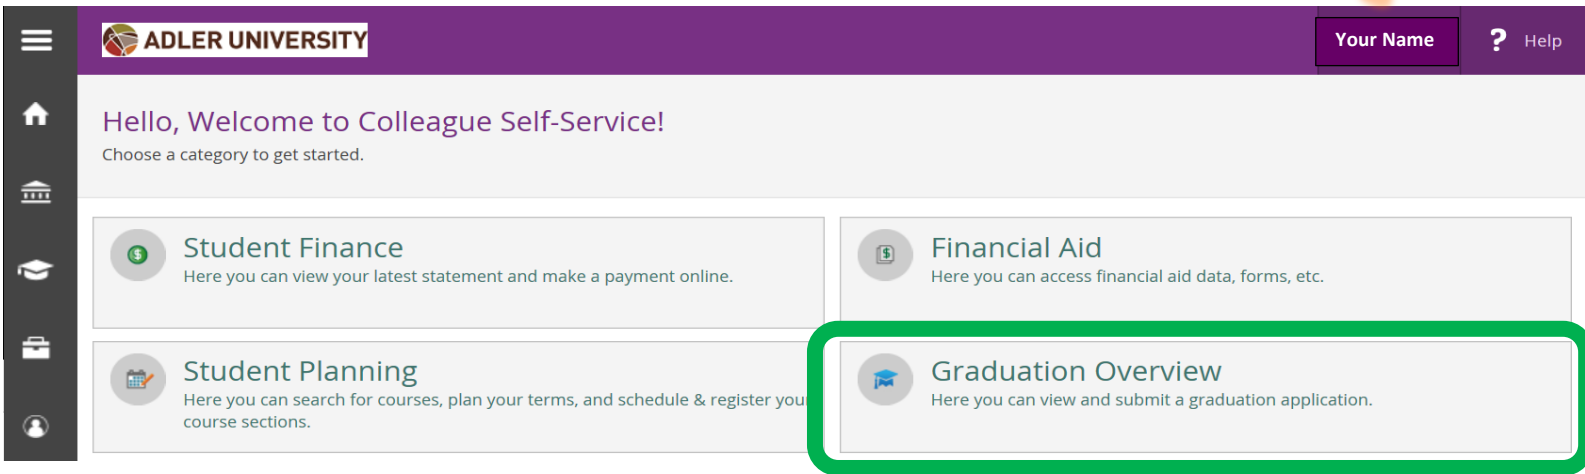 ADLER UNIVERSITY
Your Name
? Help
Hello, Welcome to Colleague Self-Service!
Choose a category to get started.
Student Finance
Here you can view your latest statement and make a payment online.
Financial Aid
Here you can access financial aid data, forms, etc.
Student Planning
Here you can search for courses, plan your terms, and schedule & register your
course sections.
Graduation Overview
Here you can view and submit a graduation application.